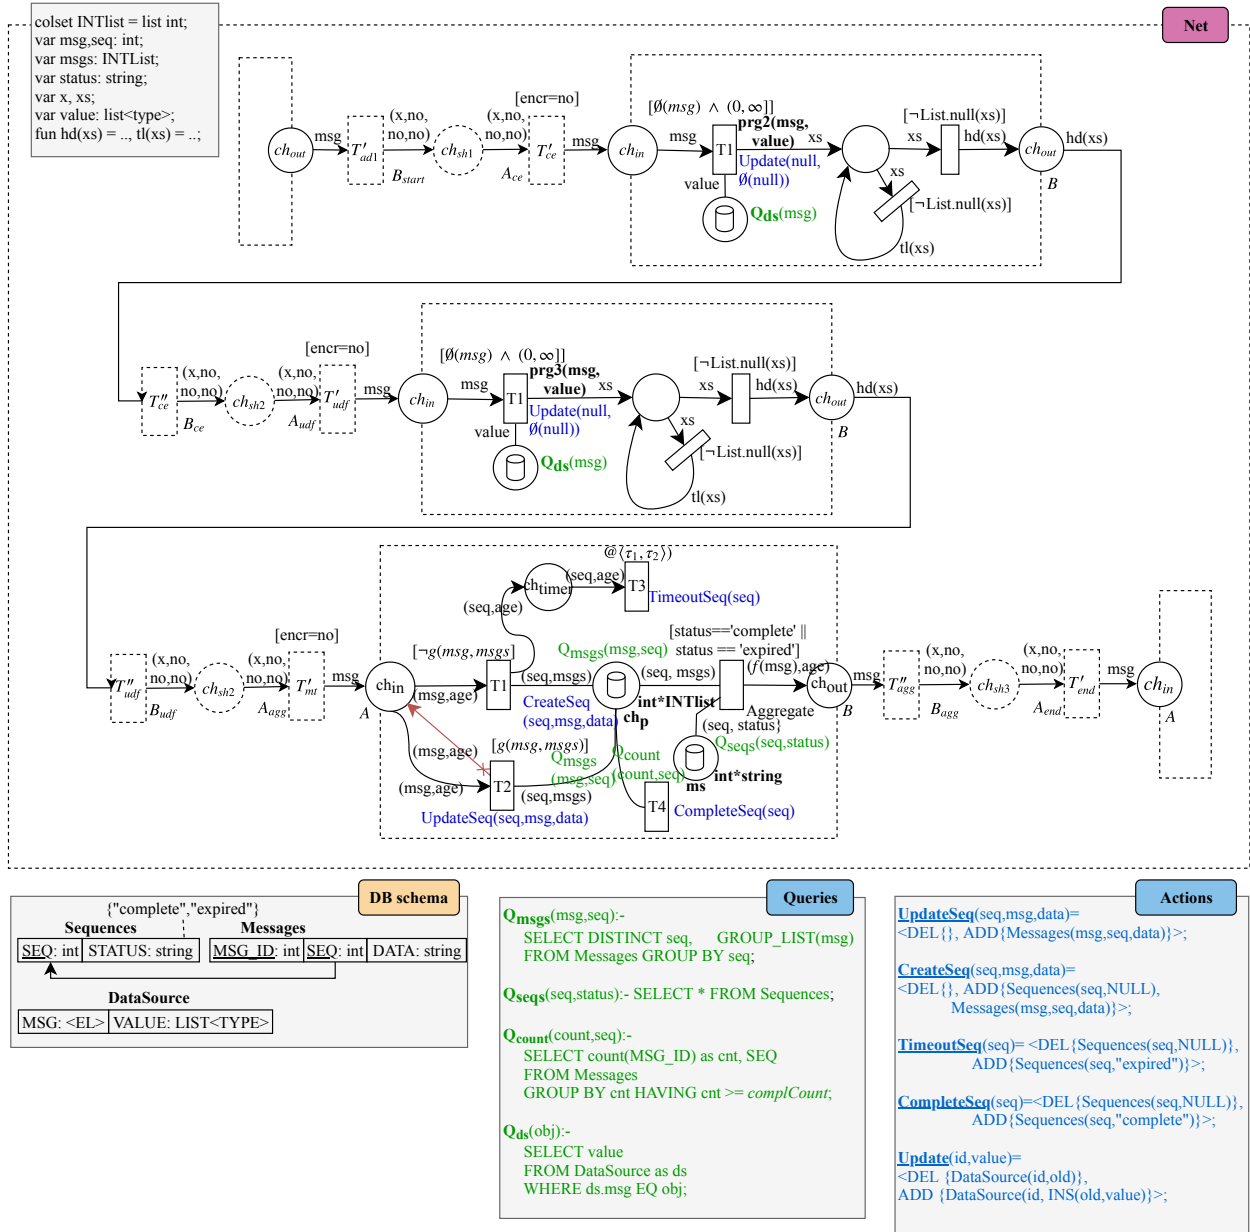 colset INTlist = list int;
var msg,seq: int;
var msgs: INTList;
var status: string;
var x, xs;
var value: list<type>;
fun hd(xs) = .., tl(xs) = ..;
Net
ch_out
msg
T'_ad1
(x,no,
no,no)
B_start
ch_sh1
(x,no,
no,no)
A_ce
[encr=no]
T'_ce
msg
ch_in
msg
[∅(msg) ∧ (0,∞]]
T1
prg2(msg,
value)
Update(null,
∅(null))
value
Q_ds(msg)
xs
xs
xs
[¬List.null(xs)]
hd(xs)
[¬List.null(xs)]
tl(xs)
ch_out
B
hd(xs)
T''_ce
(x,no,
no,no)
B_ce
ch_sh2
(x,no,
no,no)
A_udf
[encr=no]
T'_udf
msg
ch_in
msg
[∅(msg) ∧ (0,∞]]
T1
prg3(msg,
value)
Update(null,
∅(null))
value
Q_ds(msg)
xs
xs
xs
[¬List.null(xs)]
hd(xs)
[¬List.null(xs)]
tl(xs)
ch_out
B
hd(xs)
T''_udf
(x,no,
no,no)
B_udf
ch_sh2
(x,no,
no,no)
A_agg
[encr=no]
T'_mt
msg
ch_in
A
(seq,age)
ch_timer
(seq,age)
@⟨τ1,τ2⟩)
T3
TimeoutSeq(seq)
[¬g(msg,msgs]
(msg,age)
T1
(seq,msgs)
CreateSeq
(seq,msg,data)
Q_msgs(msg,seq)
ch_p
int*INTlist
(seq, msgs)
[status=='complete' ||
status == 'expired']
(f(msg),age)
Aggregate
(seq, status}
Q_seqs(seq,status)
ms
int*string
(msg,age)
(msg,age)
[g(msg,msgs)]
T2
(seq,msgs)
UpdateSeq(seq,msg,data)
Q_msgs
(msg,seq)
Q_count
(count,seq)
T4
CompleteSeq(seq)
ch_out
B
msg
T''_agg
(x,no,
no,no)
B_agg
ch_sh3
(x,no,
no,no)
A_end
T'_end
msg
ch_in
A
DB schema
{"complete","expired"}
Sequences
Messages
SEQ: int
STATUS: string
MSG_ID: int
SEQ: int
DATA: string
DataSource
MSG: <EL>
VALUE: LIST<TYPE>
Queries
Q_msgs(msg,seq):-
SELECT DISTINCT seq, GROUP_LIST(msg)
FROM Messages GROUP BY seq;
Q_seqs(seq,status):- SELECT * FROM Sequences;
Q_count(count,seq):-
SELECT count(MSG_ID) as cnt, SEQ
FROM Messages
GROUP BY cnt HAVING cnt >= complCount;
Q_ds(obj):-
SELECT value
FROM DataSource as ds
WHERE ds.msg EQ obj;
Actions
UpdateSeq(seq,msg,data)=
<DEL{}, ADD{Messages(msg,seq,data)}>;
CreateSeq(seq,msg,data)=
<DEL{}, ADD{Sequences(seq,NULL),
Messages(msg,seq,data)}>;
TimeoutSeq(seq)= <DEL{Sequences(seq,NULL)},
ADD{Sequences(seq,"expired")}>;
CompleteSeq(seq)=<DEL{Sequences(seq,NULL)},
ADD{Sequences(seq,"complete")}>;
Update(id,value)=
<DEL {DataSource(id,old)},
ADD {DataSource(id, INS(old,value)}>;